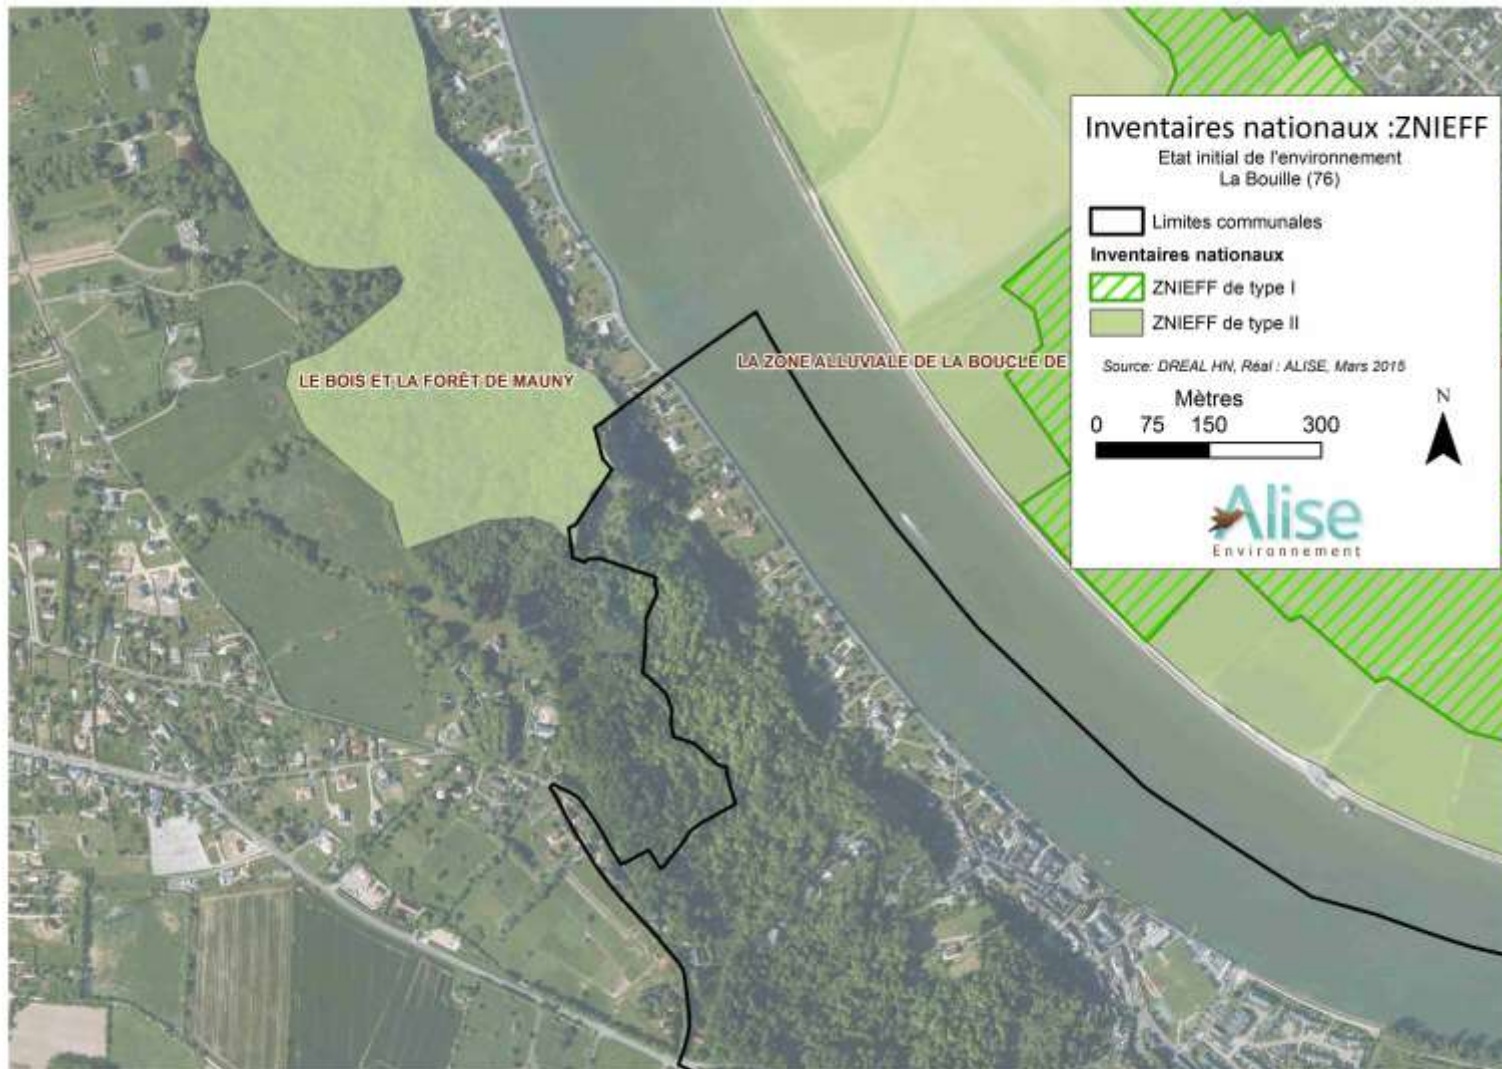 Inventaires nationaux :ZNIEFF
Etat initial de l'environnement
La Bouille (76)
Limites communales
Inventaires nationaux
ZNIEFF de type I
ZNIEFF de type II
Source: DREAL HN, Réal : ALISE, Mars 2015
Mètres
0 75 150 300
N
Alise
Environnement
LA ZONE ALLUVIALE DE LA BOUCLE DE
LE BOIS ET LA FORÊT DE MAUNY